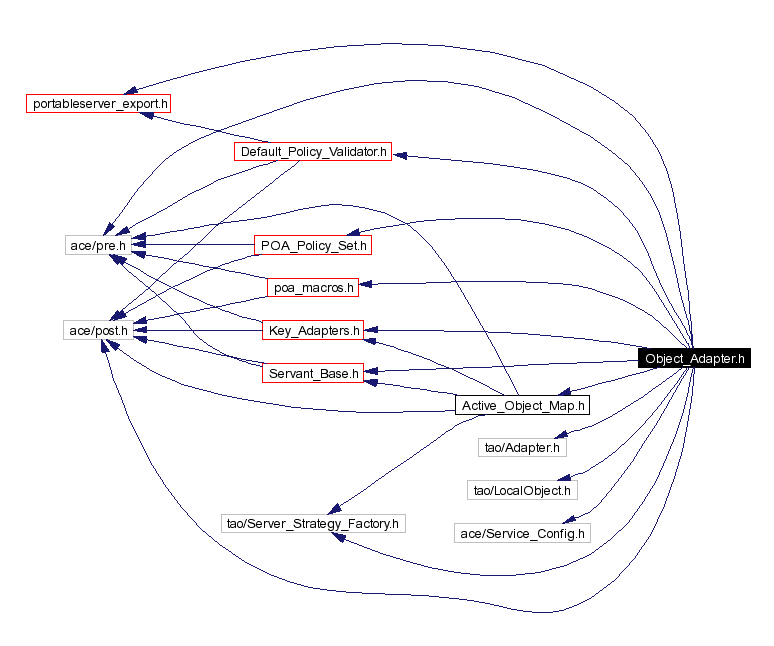 portableserver_export.h
Default_Policy_Validator.h
ace/pre.h
POA_Policy_Set.h
poa_macros.h
ace/post.h
Key_Adapters.h
Object_Adapter.h
Servant_Base.h
Active_Object_Map.h
tao/Adapter.h
tao/LocalObject.h
tao/Server_Strategy_Factory.h
ace/Service_Config.h